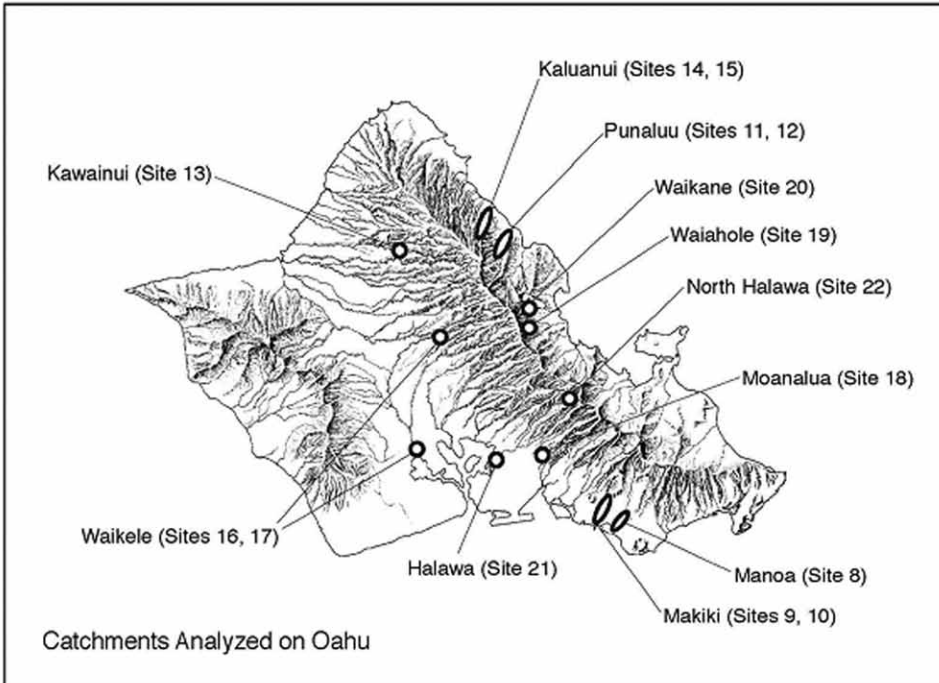 Kaluanui (Sites 14, 15)
Punaluu (Sites 11, 12)
Kawainui (Site 13)
Waikane (Site 20)
Waiahole (Site 19)
North Halawa (Site 22)
Moanalua (Site 18)
Waikele (Sites 16, 17)
Halawa (Site 21)
Manoa (Site 8)
Makiki (Sites 9, 10)
Catchments Analyzed on Oahu